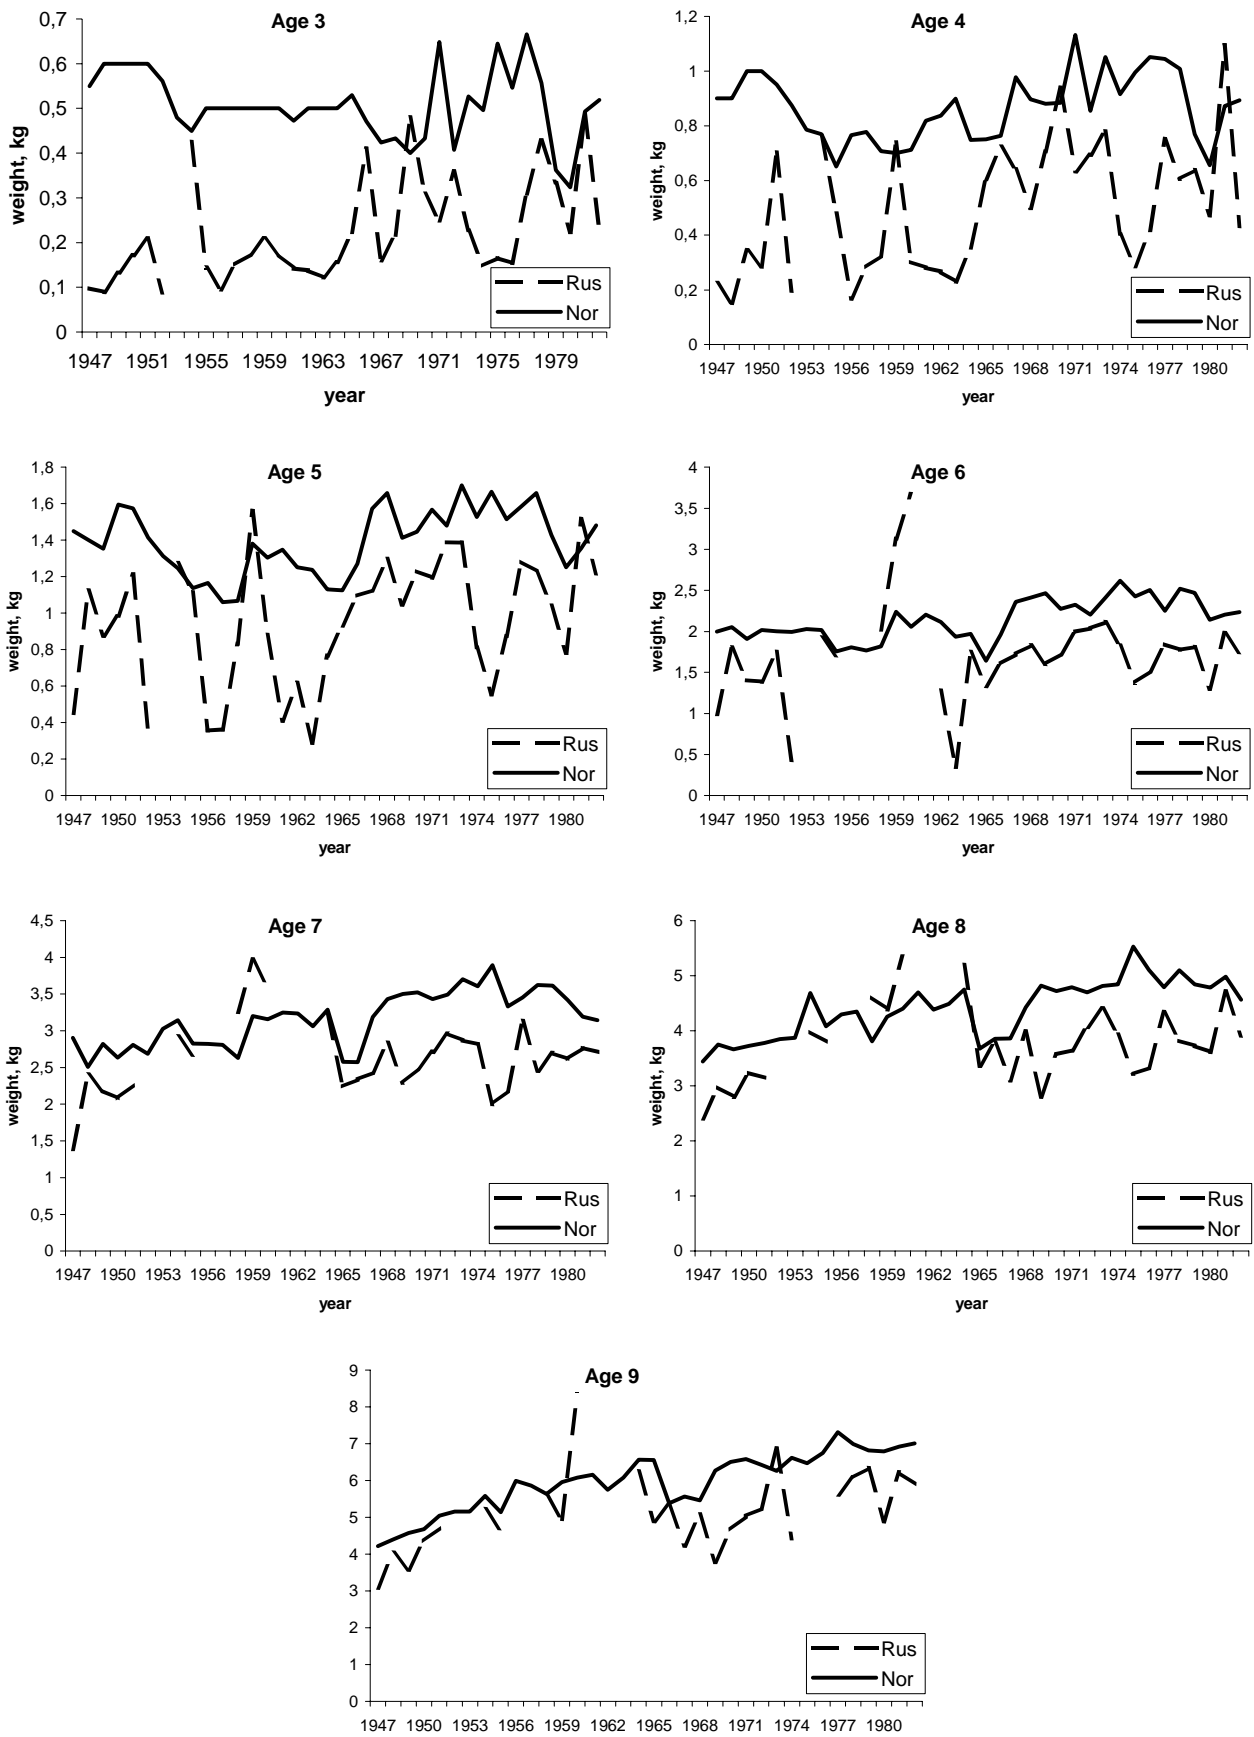 Age 3
0,7
0,6
0,5
0,4
0,3
0,2
0,1
0
weight, kg
Rus
Nor
1947 1951 1955 1959 1963 1967 1971 1975 1979
year
Age 4
1,2
1
0,8
0,6
0,4
0,2
0
weight, kg
Rus
Nor
1947 1950 1953 1956 1959 1962 1965 1968 1971 1974 1977 1980
year
Age 5
1,8
1,6
1,4
1,2
1
0,8
0,6
0,4
0,2
0
weight, kg
Rus
Nor
1947 1950 1953 1956 1959 1962 1965 1968 1971 1974 1977 1980
year
Age 6
4
3,5
3
2,5
2
1,5
1
0,5
0
weight, kg
Rus
Nor
1947 1950 1953 1956 1959 1962 1965 1968 1971 1974 1977 1980
year
Age 7
4,5
4
3,5
3
2,5
2
1,5
1
0,5
0
weight, kg
Rus
Nor
1947 1950 1953 1956 1959 1962 1965 1968 1971 1974 1977 1980
year
Age 8
6
5
4
3
2
1
0
weight, kg
Rus
Nor
1947 1950 1953 1956 1959 1962 1965 1968 1971 1974 1977 1980
year
Age 9
9
8
7
6
5
4
3
2
1
0
Rus
Nor
1947 1950 1953 1956 1959 1962 1965 1968 1971 1974 1977 1980